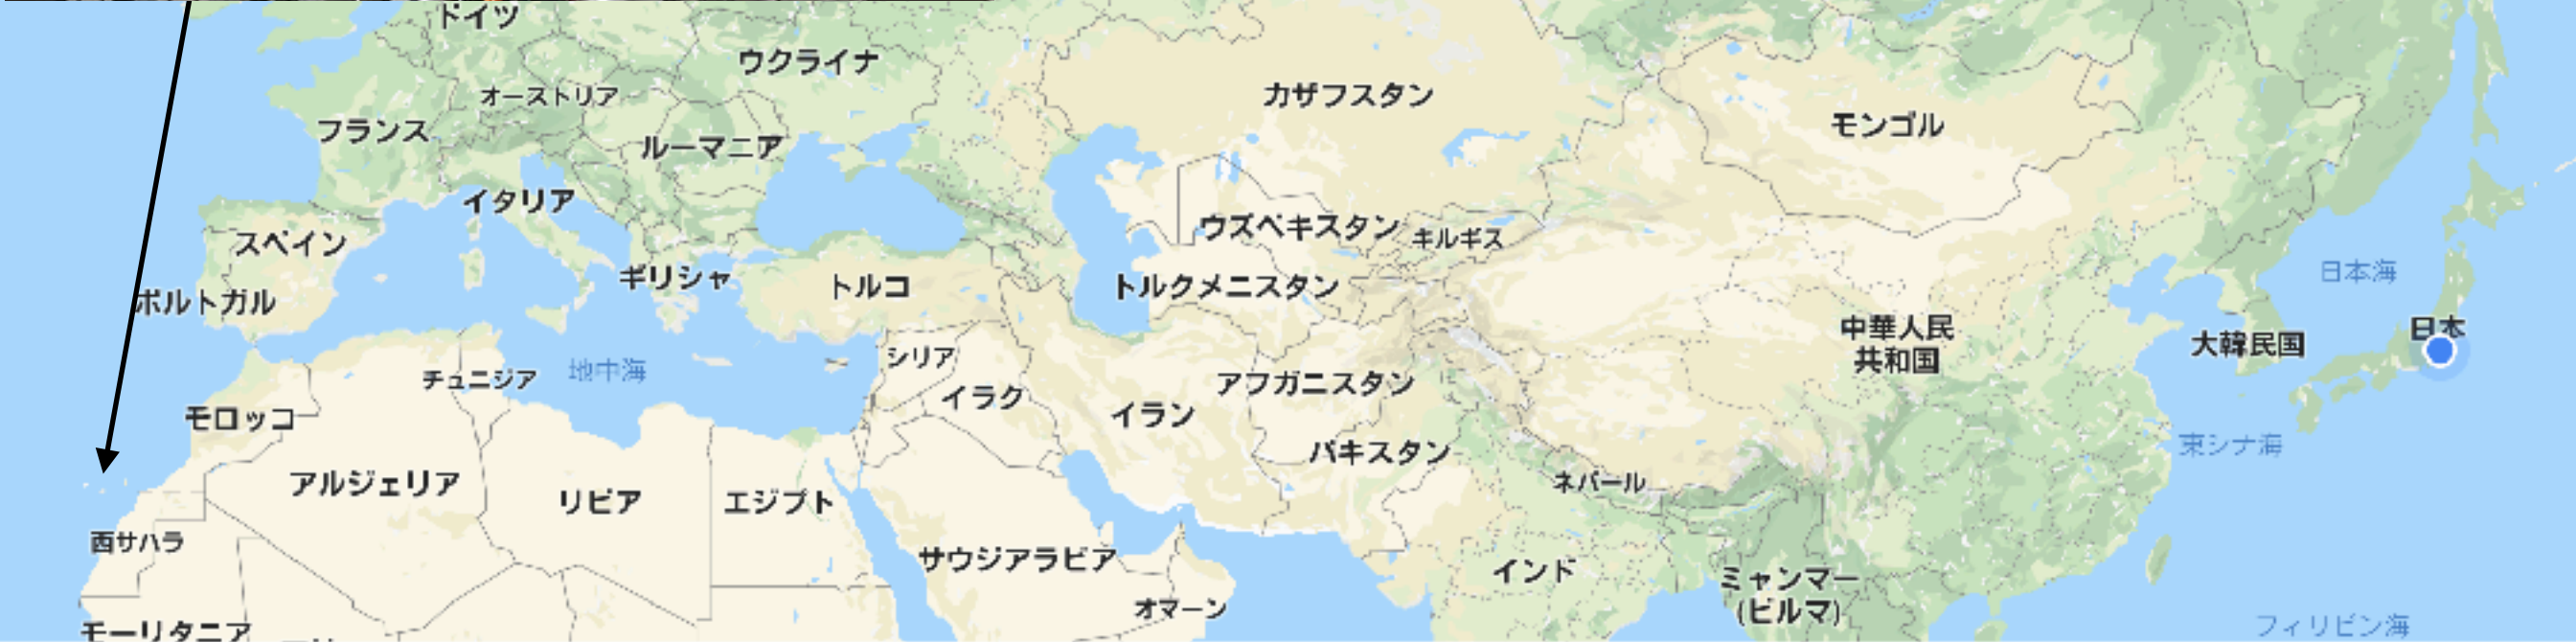 ドイツ
ウクライナ
オーストリア
カザフスタン
フランス
モンゴル
ルーマニア
イタリア
ウズベキスタン
キルギス
スペイン
日本海
ギリシャ
トルコ
トルクメニスタン
ポルトガル
中華人民
共和国
日本
大韓民国
シリア
地中海
チュニジア
アフガニスタン
イラク
イラン
モロッコ
東シナ海
パキスタン
アルジェリア
ネパール
リビア
エジプト
西サハラ
サウジアラビア
インド
ミャンマー
(ビルマ)
オマーン
フィリピン海
モーリタニア